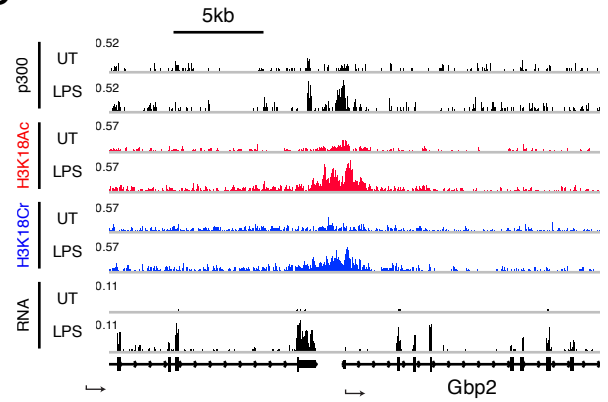 5kb
p300
UT
0.52
LPS
0.52
H3K18Ac
UT
0.57
LPS
0.57
H3K18Cr
UT
0.57
LPS
0.57
RNA
UT
0.11
LPS
0.11
Gbp2